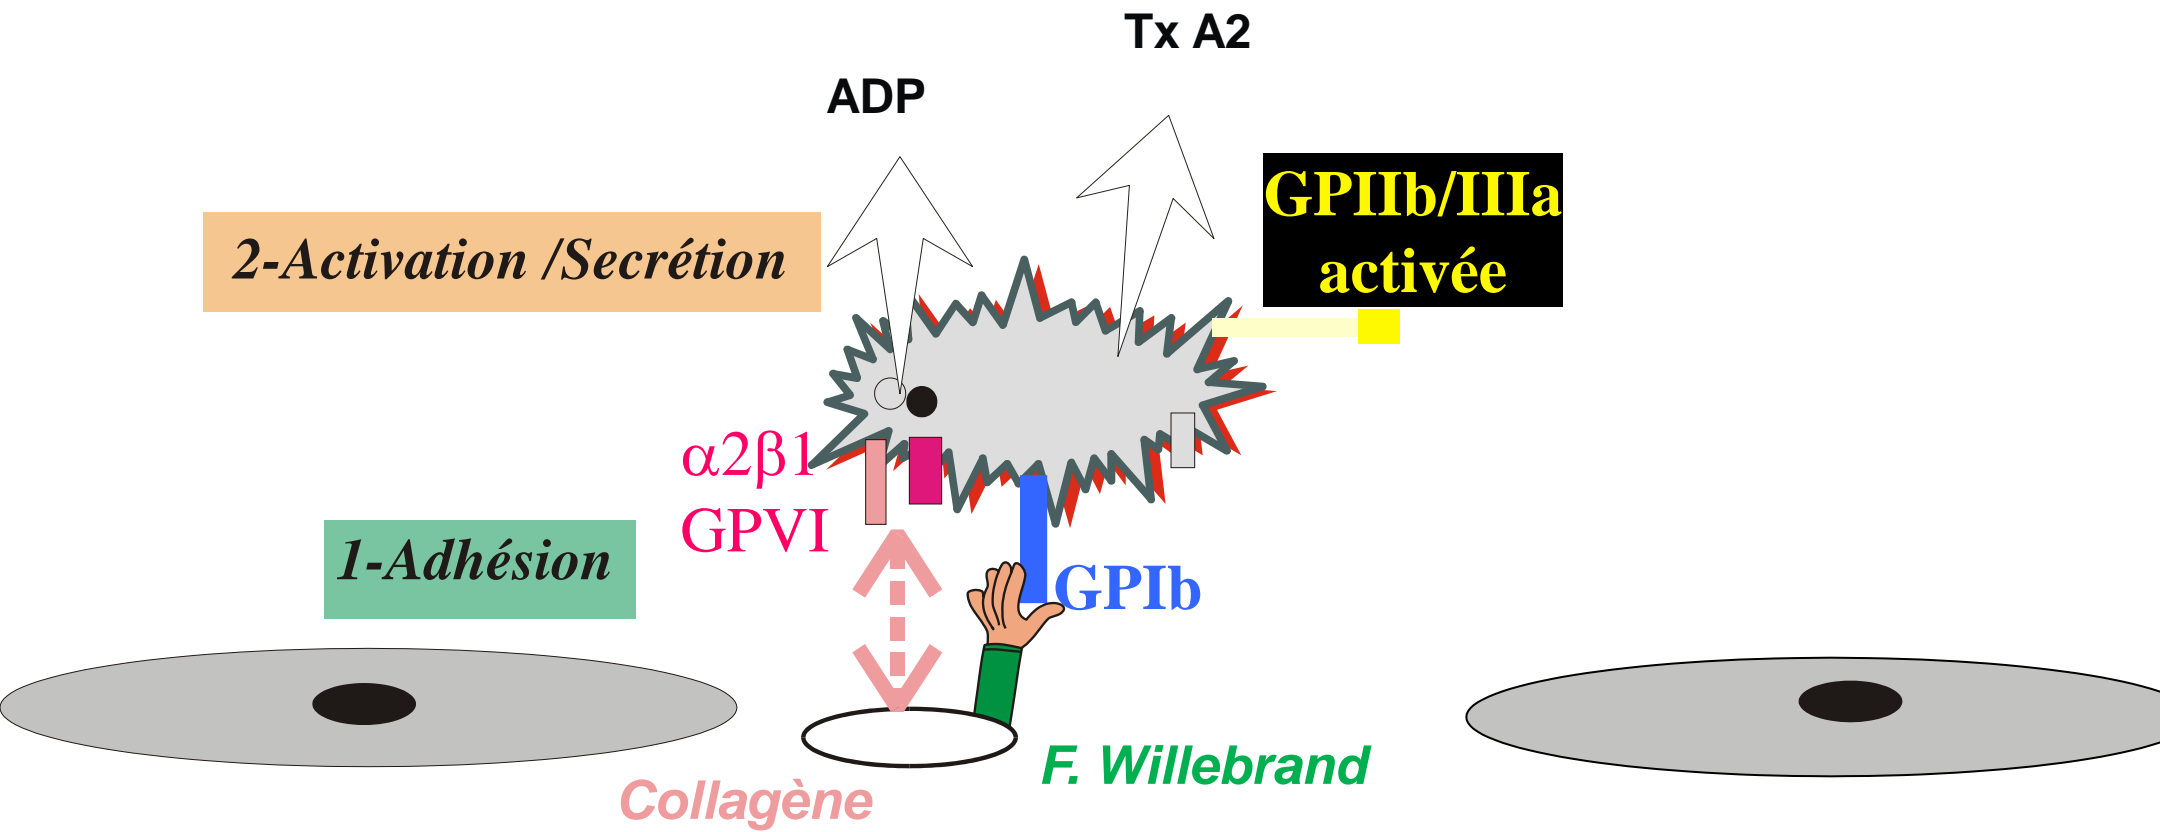 Tx A2
ADP
GPIIb/IIIa
activée
2-Activation /Secrétion
α2β1
GPVI
1-Adhésion
GPIb
F. Willebrand
Collagène